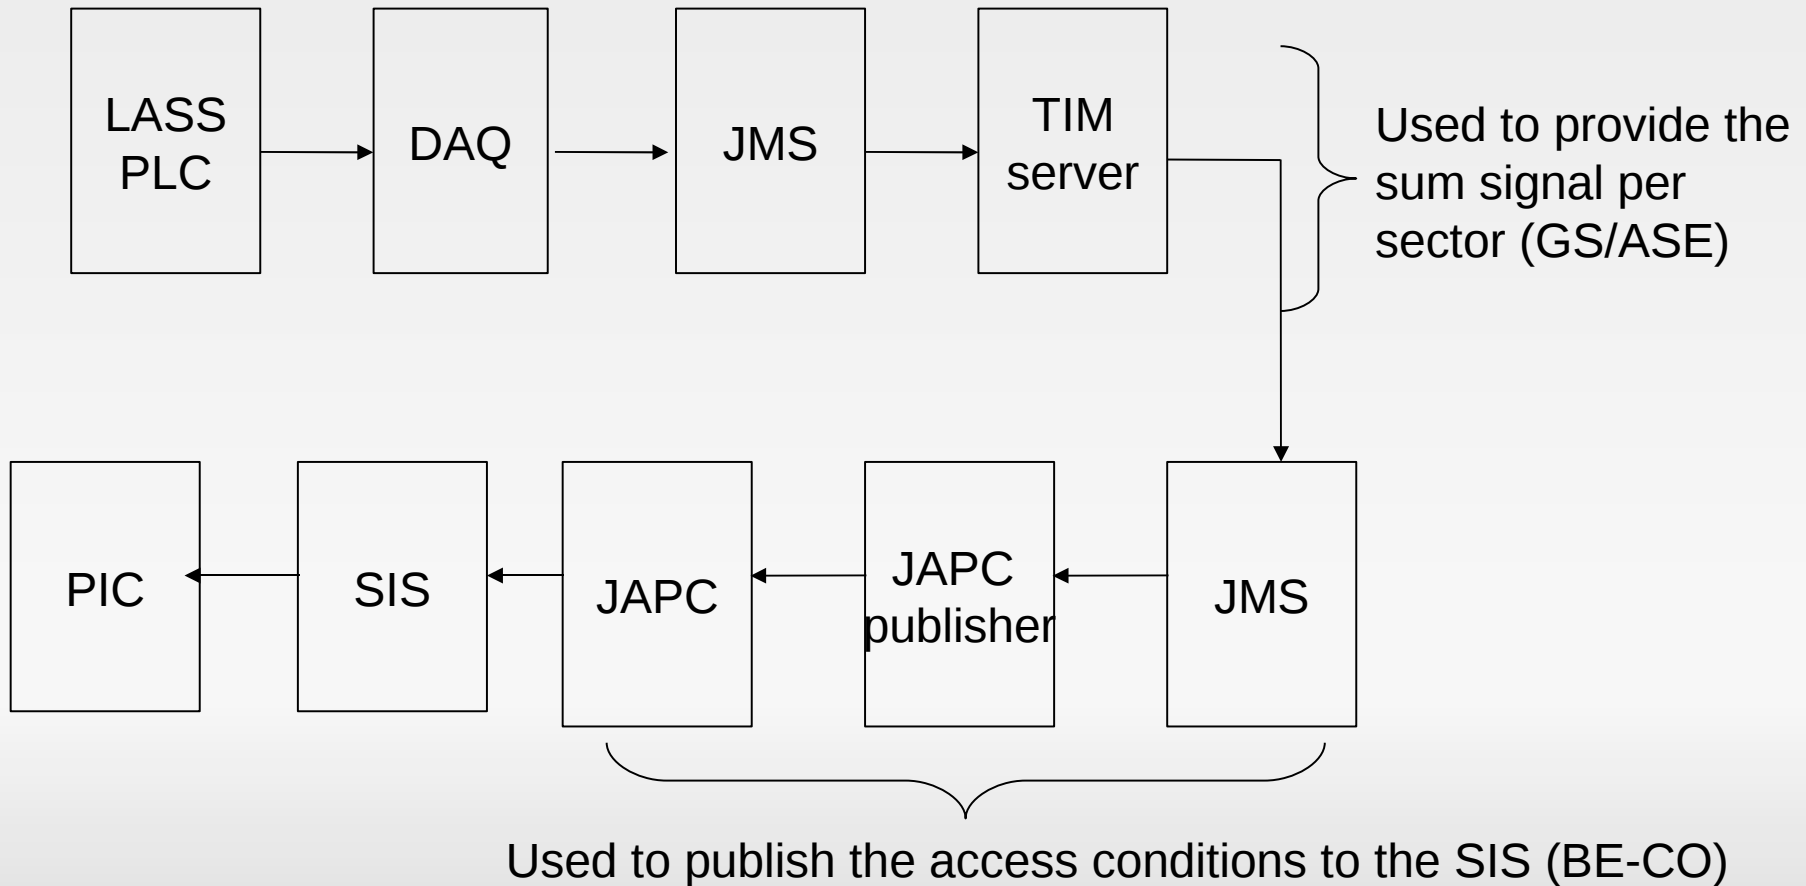 LASS
PLC
DAQ
JMS
TIM
server
Used to provide the
sum signal per
sector (GS/ASE)
PIC
SIS
JAPC
JAPC
publisher
JMS
Used to publish the access conditions to the SIS (BE-CO)